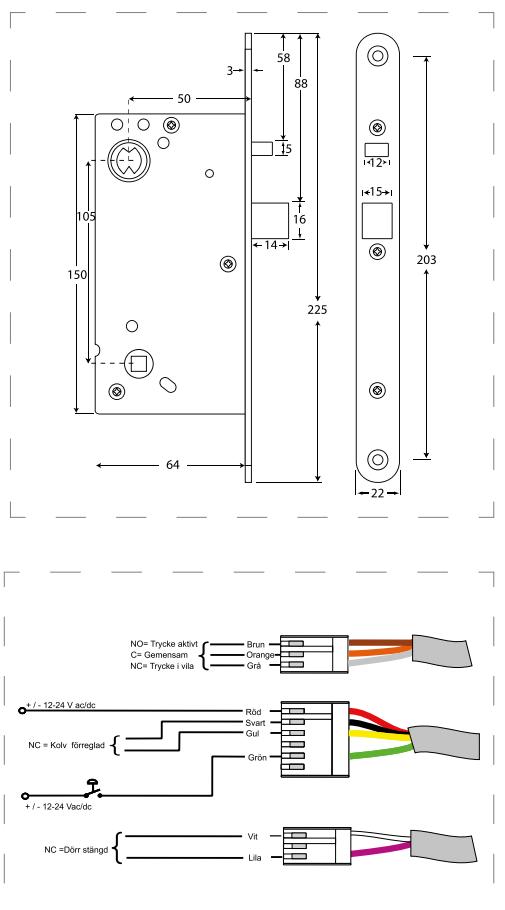 58
3
88
50
5
12
15
105
16
14
203
150
225
64
22
NO= Trycke aktivt
Brun
C= Gemensam
Orange
NC= Trycke i vila
Grå
+ / - 12-24 V ac/dc
Röd
Svart
Gul
NC = Kolv förreglad
Grön
+ / - 12-24 Vac/dc
Vit
NC =Dörr stängd
Lila